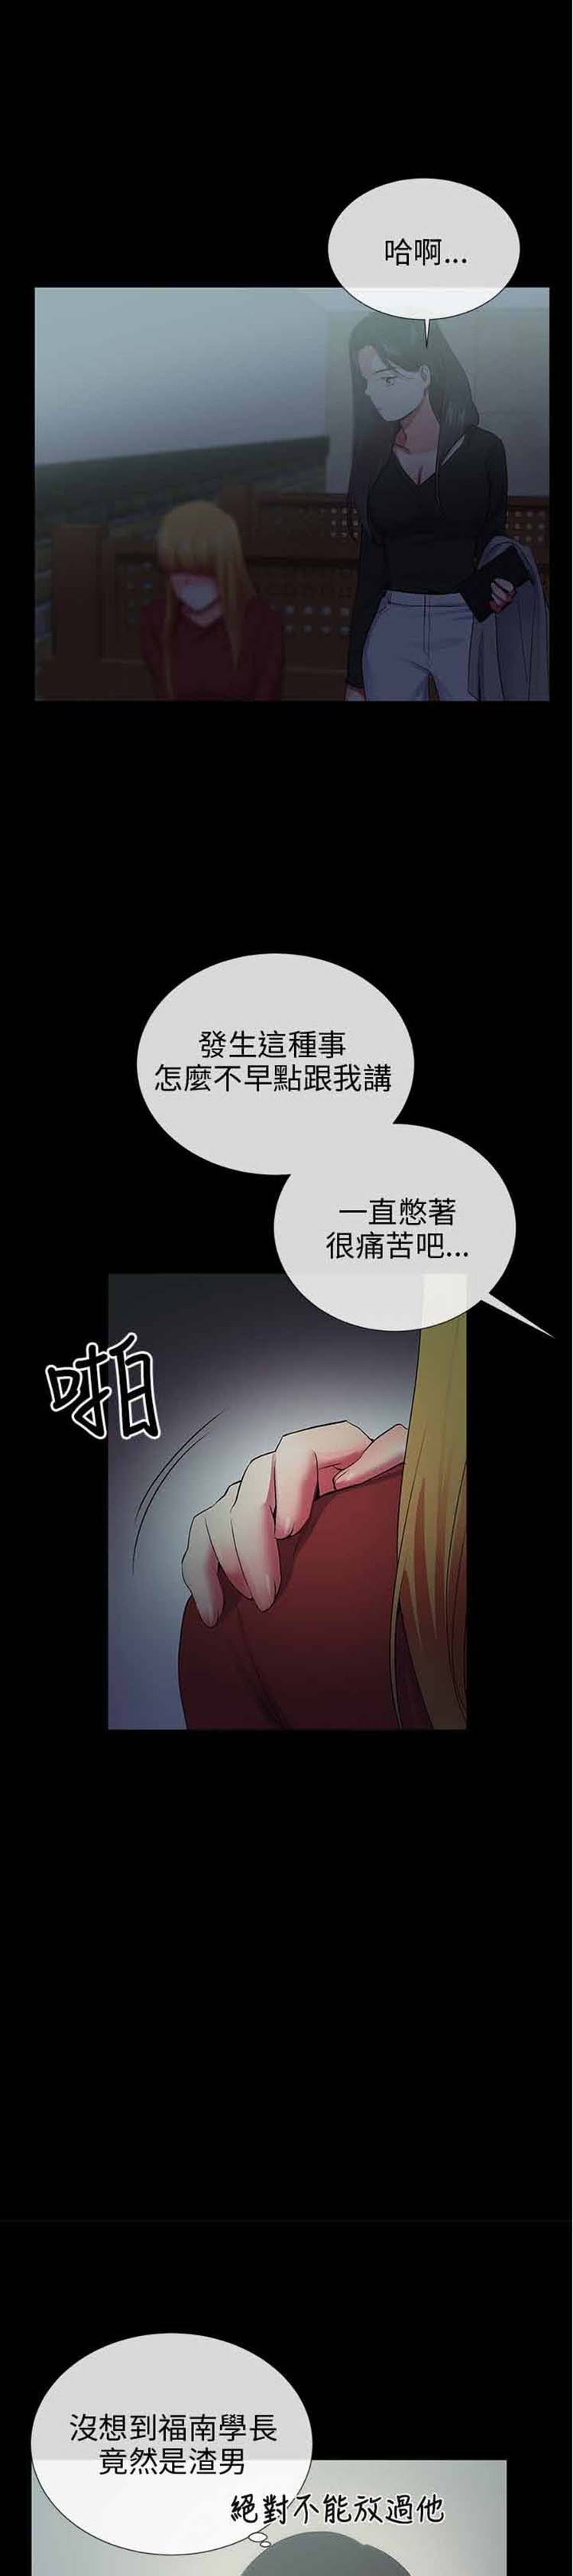 哈啊...
發生這種事
怎麼不早點跟我講
一直憋著
很痛苦吧...
啪
沒想到福南學長
竟然是渣男
絕對不能放過他